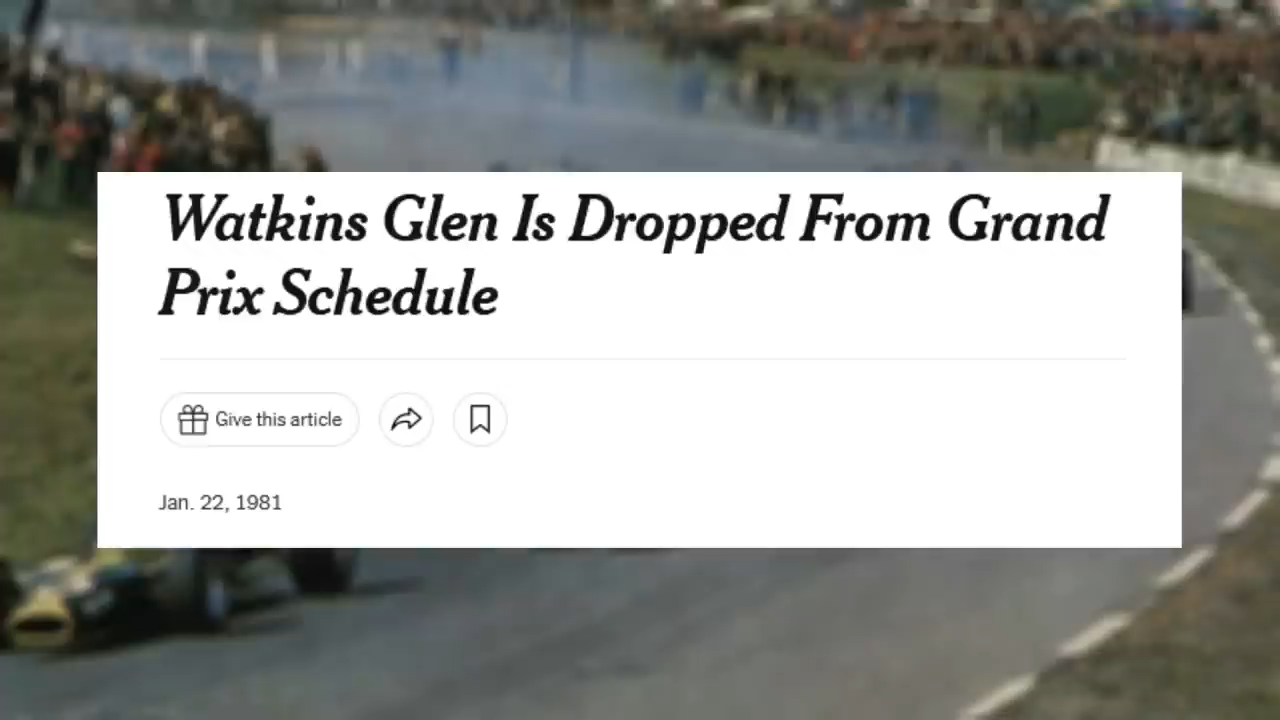 Watkins Glen Is Dropped From Grand
Prix Schedule
Give this article
Jan. 22, 1981